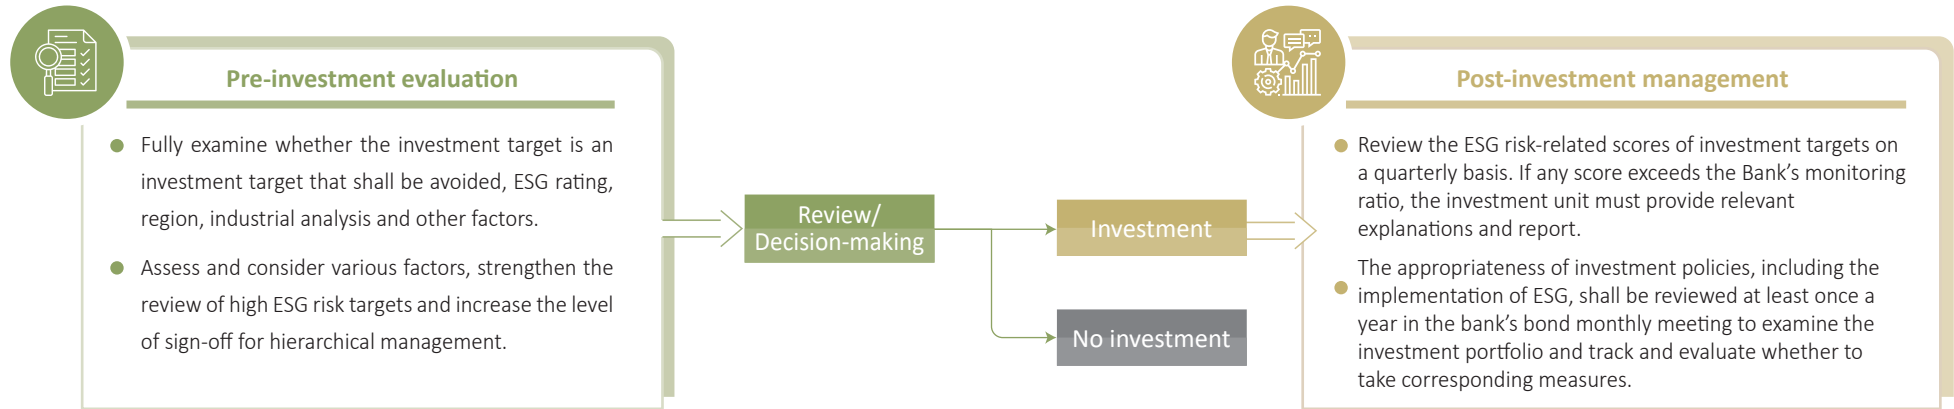 Pre-investment evaluation
Fully examine whether the investment target is an
investment target that shall be avoided, ESG rating,
region, industrial analysis and other factors.
Assess and consider various factors, strengthen the
review of high ESG risk targets and increase the level
of sign-off for hierarchical management.
Review/
Decision-making
Investment
No investment
Post-investment management
Review the ESG risk-related scores of investment targets on
a quarterly basis. If any score exceeds the Bank’s monitoring
ratio, the investment unit must provide relevant
explanations and report.
The appropriateness of investment policies, including the
implementation of ESG, shall be reviewed at least once a
year in the bank’s bond monthly meeting to examine the
investment portfolio and track and evaluate whether to
take corresponding measures.